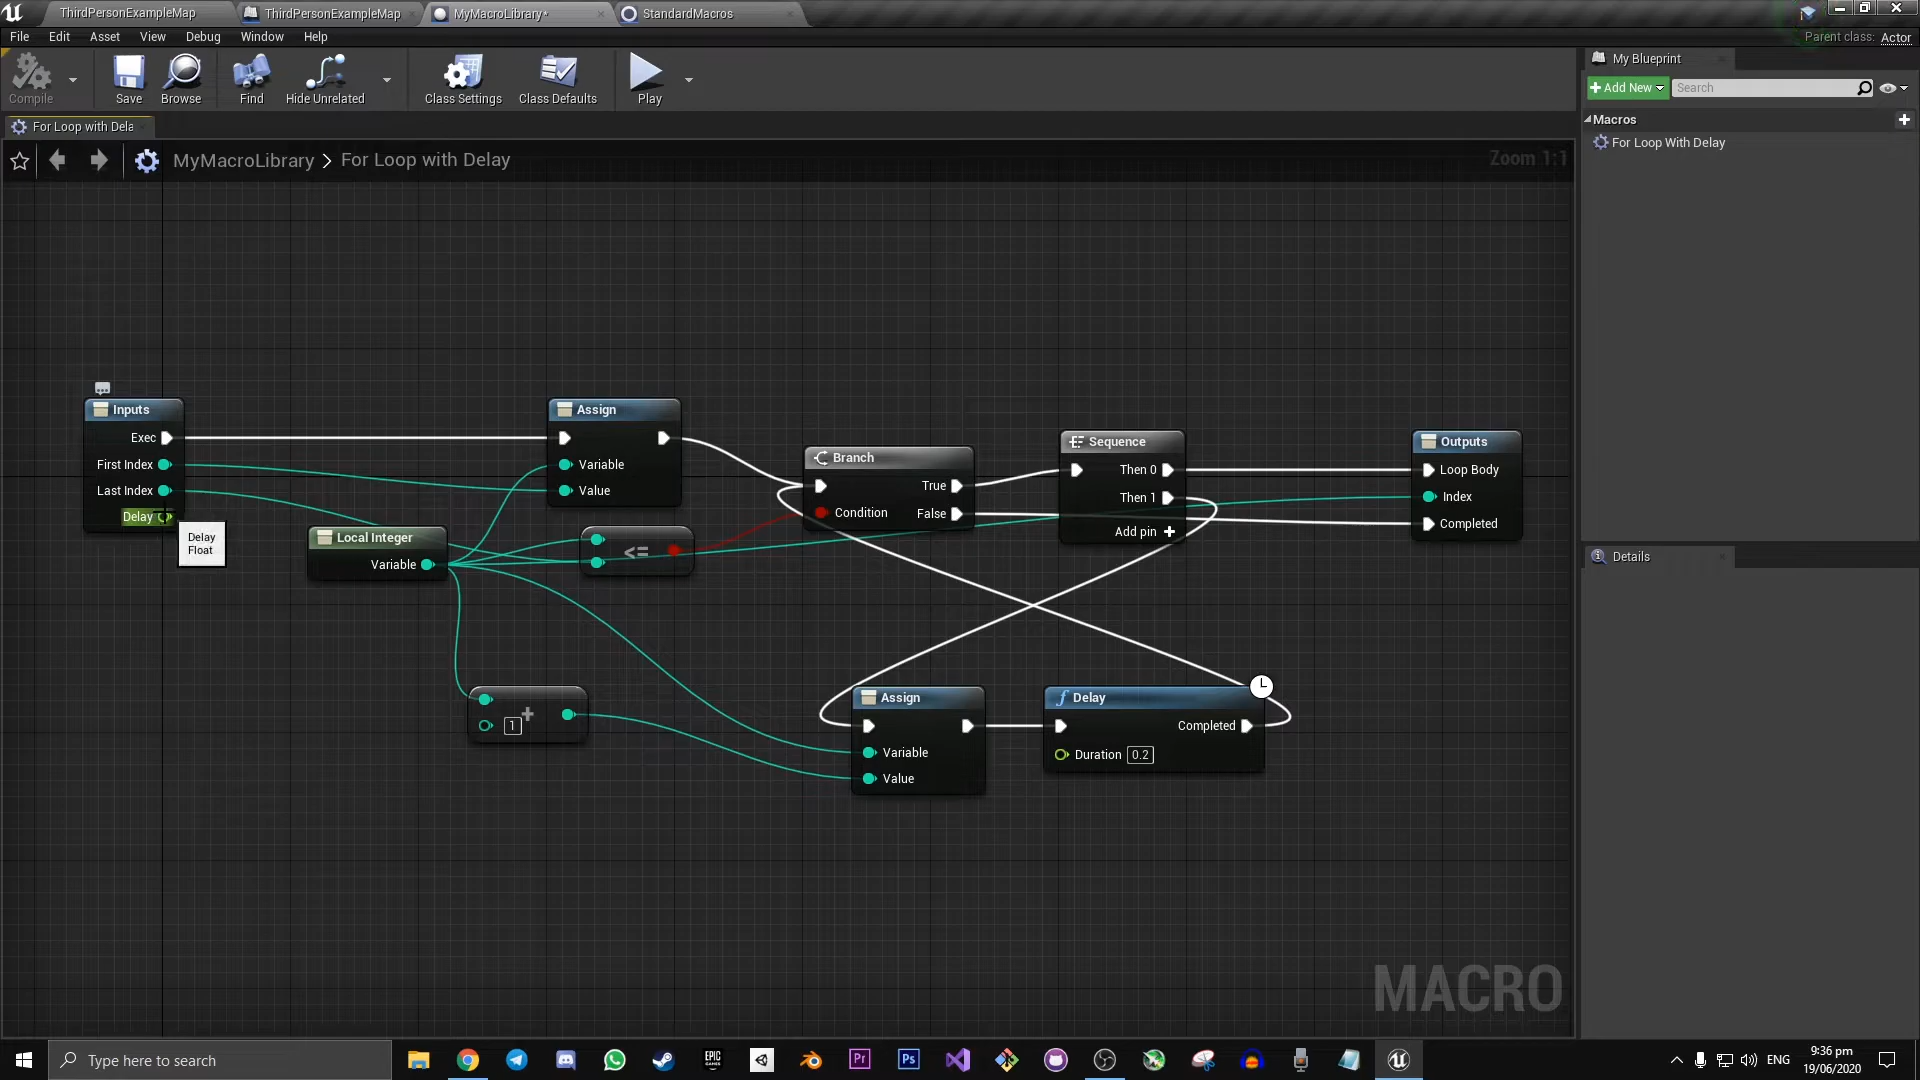 ThirdPersonExampleMap
ThirdPersonExampleMap
MyMacroLibrary*
StandardMacros
File Edit Asset View Debug Window Help
Parent class: Actor
Compile
Save
Browse
Find
Hide Unrelated
Class Settings
Class Defaults
Play
My Blueprint
+ Add New
Search
For Loop with Dela
Macros
For Loop With Delay
MyMacroLibrary > For Loop with Delay
Zoom 1:1
Inputs
Exec
First Index
Last Index
Delay
Delay
Float
Local Integer
Variable
Assign
Variable
Value
<=
Branch
True
Condition
False
Sequence
Then 0
Then 1
Add pin +
Outputs
Loop Body
Index
Completed
Details
+
1
Assign
Variable
Value
Delay
Completed
Duration 0.2
MACRO
Type here to search
EPIC
GAMES
Pr
Ps
ENG
9:36 pm
19/06/2020